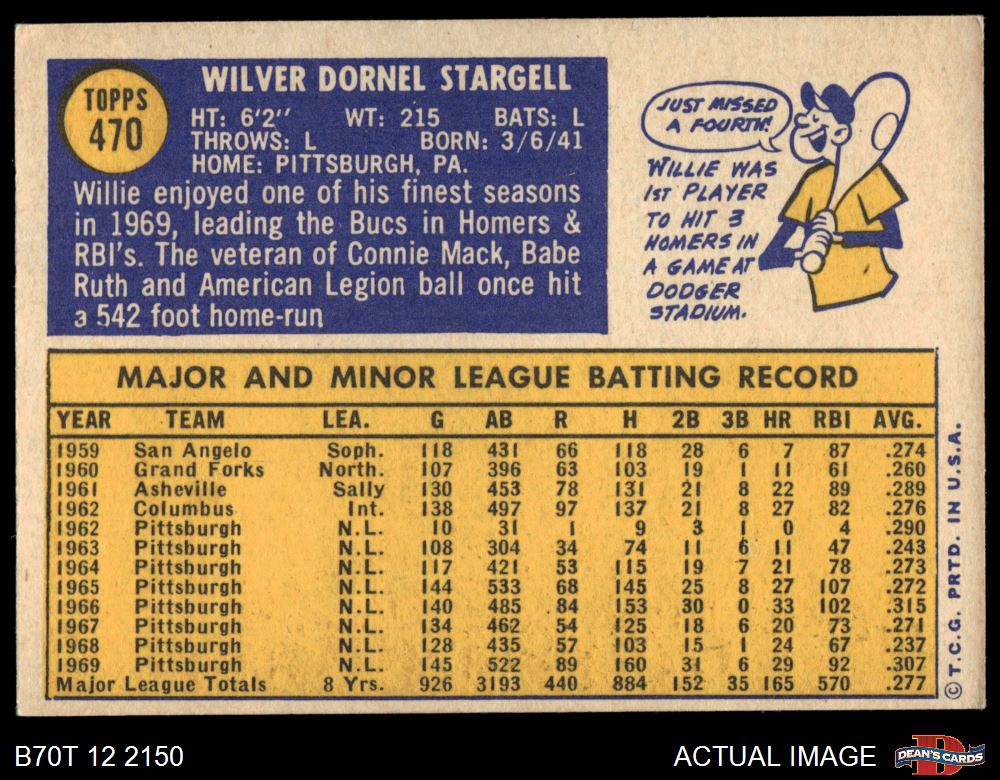 TOPPS
470
WILVER DORNEL STARGELL
HT: 6'2" WT: 215 BATS: L
THROWS: L BORN: 3/6/41
HOME: PITTSBURGH, PA.
Willie enjoyed one of his finest seasons
in 1969, leading the Bucs in Homers &
RBI's. The veteran of Connie Mack, Babe
Ruth and American Legion ball once hit
a 542 foot home-run
JUST MISSED
A FOURTH!
WILLIE WAS
1ST PLAYER
TO HIT 3
HOMERS IN
A GAME AT
DODGER
STADIUM.
MAJOR AND MINOR LEAGUE BATTING RECORD
YEAR TEAM LEA. G AB R H 2B 3B HR RBI AVG.
1959 San Angelo Soph. 118 431 66 118 28 6 7 87 .274
1960 Grand Forks North. 107 396 63 103 19 1 11 61 .260
1961 Asheville Sally 130 453 78 131 21 8 22 89 .289
1962 Columbus Int. 138 497 97 137 21 8 27 82 .276
1962 Pittsburgh N.L. 10 31 1 9 3 1 0 4 .290
1963 Pittsburgh N.L. 108 304 34 74 11 6 11 47 .243
1964 Pittsburgh N.L. 117 421 53 115 19 7 21 78 .273
1965 Pittsburgh N.L. 144 533 68 145 25 8 27 107 .272
1966 Pittsburgh N.L. 140 485 84 153 30 0 33 102 .315
1967 Pittsburgh N.L. 134 462 54 125 18 6 20 73 .271
1968 Pittsburgh N.L. 128 435 57 103 15 1 24 67 .237
1969 Pittsburgh N.L. 145 522 89 160 31 6 29 92 .307
Major League Totals 8 Yrs. 926 3193 440 884 152 35 165 570 .277
© T.C.G. PRTD. IN U.S.A.
B70T 12 2150
ACTUAL IMAGE
D
DEAN'S CARDS